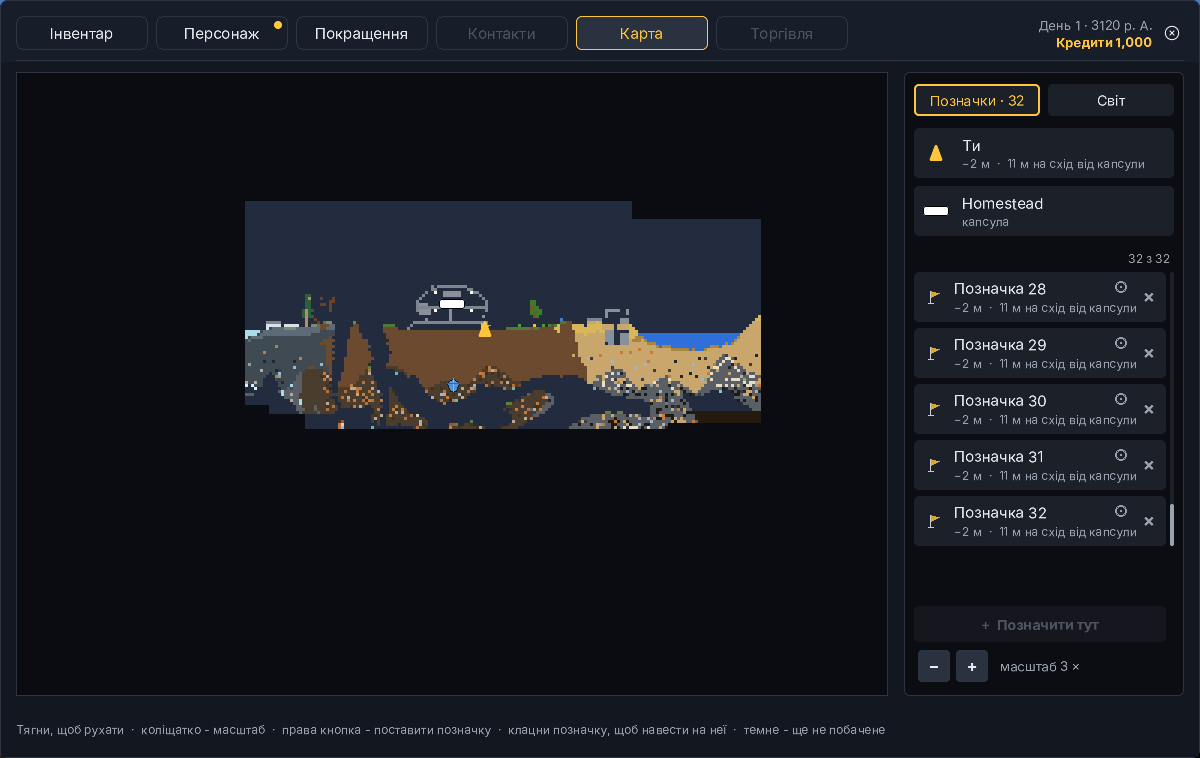 Інвентар
Персонаж
Покращення
Контакти
Карта
Торгівля
День 1 · 3120 р. А.
Кредити 1,000
Позначки · 32
Світ
Ти
−2 м · 11 м на схід від капсули
Homestead
капсула
32 з 32
Позначка 28
−2 м · 11 м на схід від капсули
Позначка 29
−2 м · 11 м на схід від капсули
Позначка 30
−2 м · 11 м на схід від капсули
Позначка 31
−2 м · 11 м на схід від капсули
Позначка 32
−2 м · 11 м на схід від капсули
+ Позначити тут
− + масштаб 3 ×
Тягни, щоб рухати · коліщатко - масштаб · права кнопка - поставити позначку · клацни позначку, щоб навести на неї · темне - ще не побачене